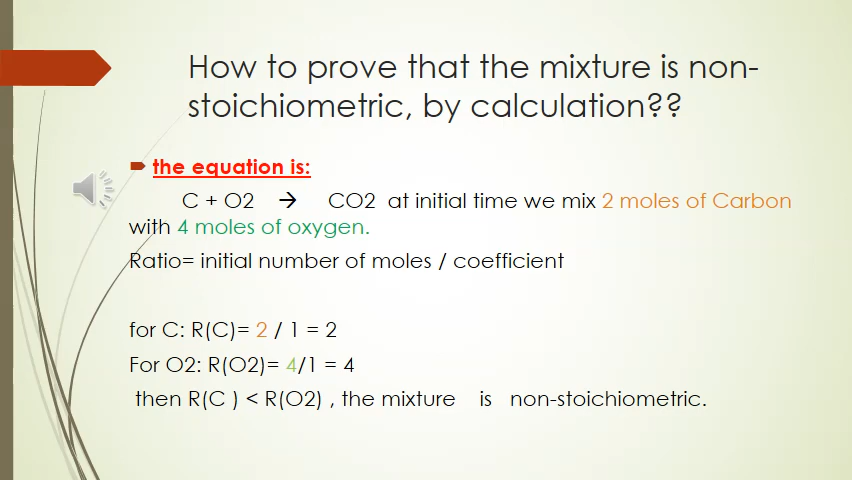 How to prove that the mixture is non-
stoichiometric, by calculation??
the equation is:
C + O2 → CO2 at initial time we mix 2 moles of Carbon
with 4 moles of oxygen.
Ratio= initial number of moles / coefficient
for C: R(C)= 2 / 1 = 2
For O2: R(O2)= 4/1 = 4
then R(C ) < R(O2) , the mixture is non-stoichiometric.